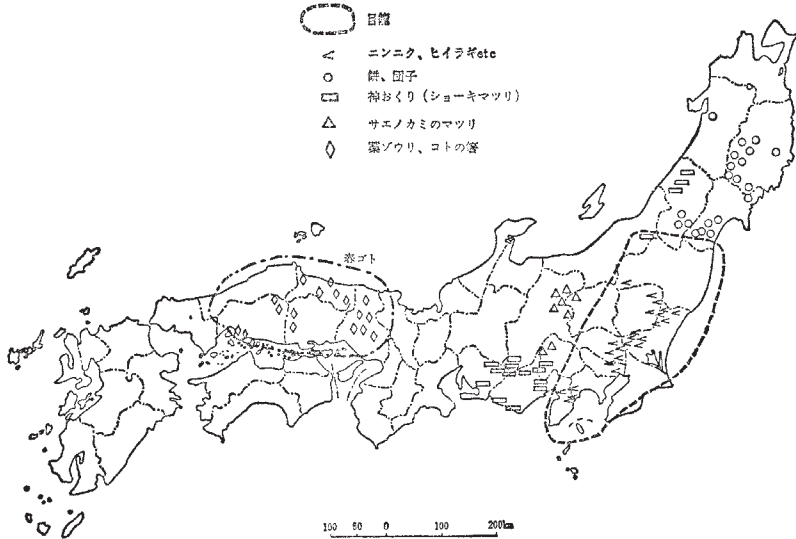 目籠
ニンニク、ヒイラギetc
餅、団子
神おくり（ショーキマツリ）
サエノカミのマツリ
藁ゾウリ、コトの箸
春ゴト
100 50 0 100 200km